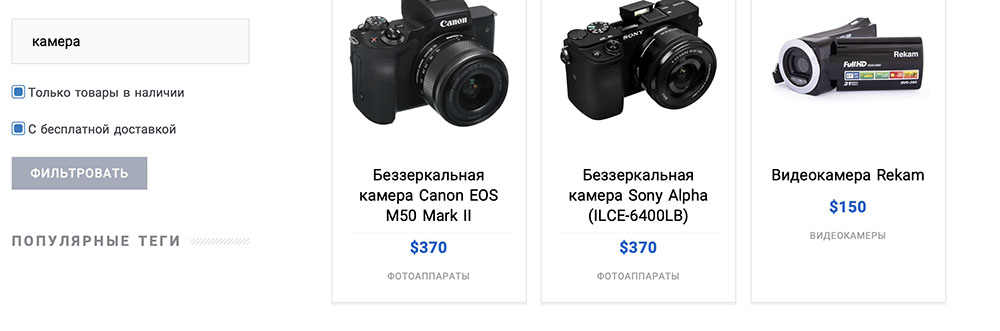 камера
Только товары в наличии
С бесплатной доставкой
ФИЛЬТРОВАТЬ
ПОПУЛЯРНЫЕ ТЕГИ
Canon
Беззеркальная
камера Canon EOS
M50 Mark II
$370
ФОТОАППАРАТЫ
SONY
Беззеркальная
камера Sony Alpha
(ILCE-6400LB)
$370
ФОТОАППАРАТЫ
Rekam
Full HD
Видеокамера Rekam
$150
ВИДЕОКАМЕРЫ